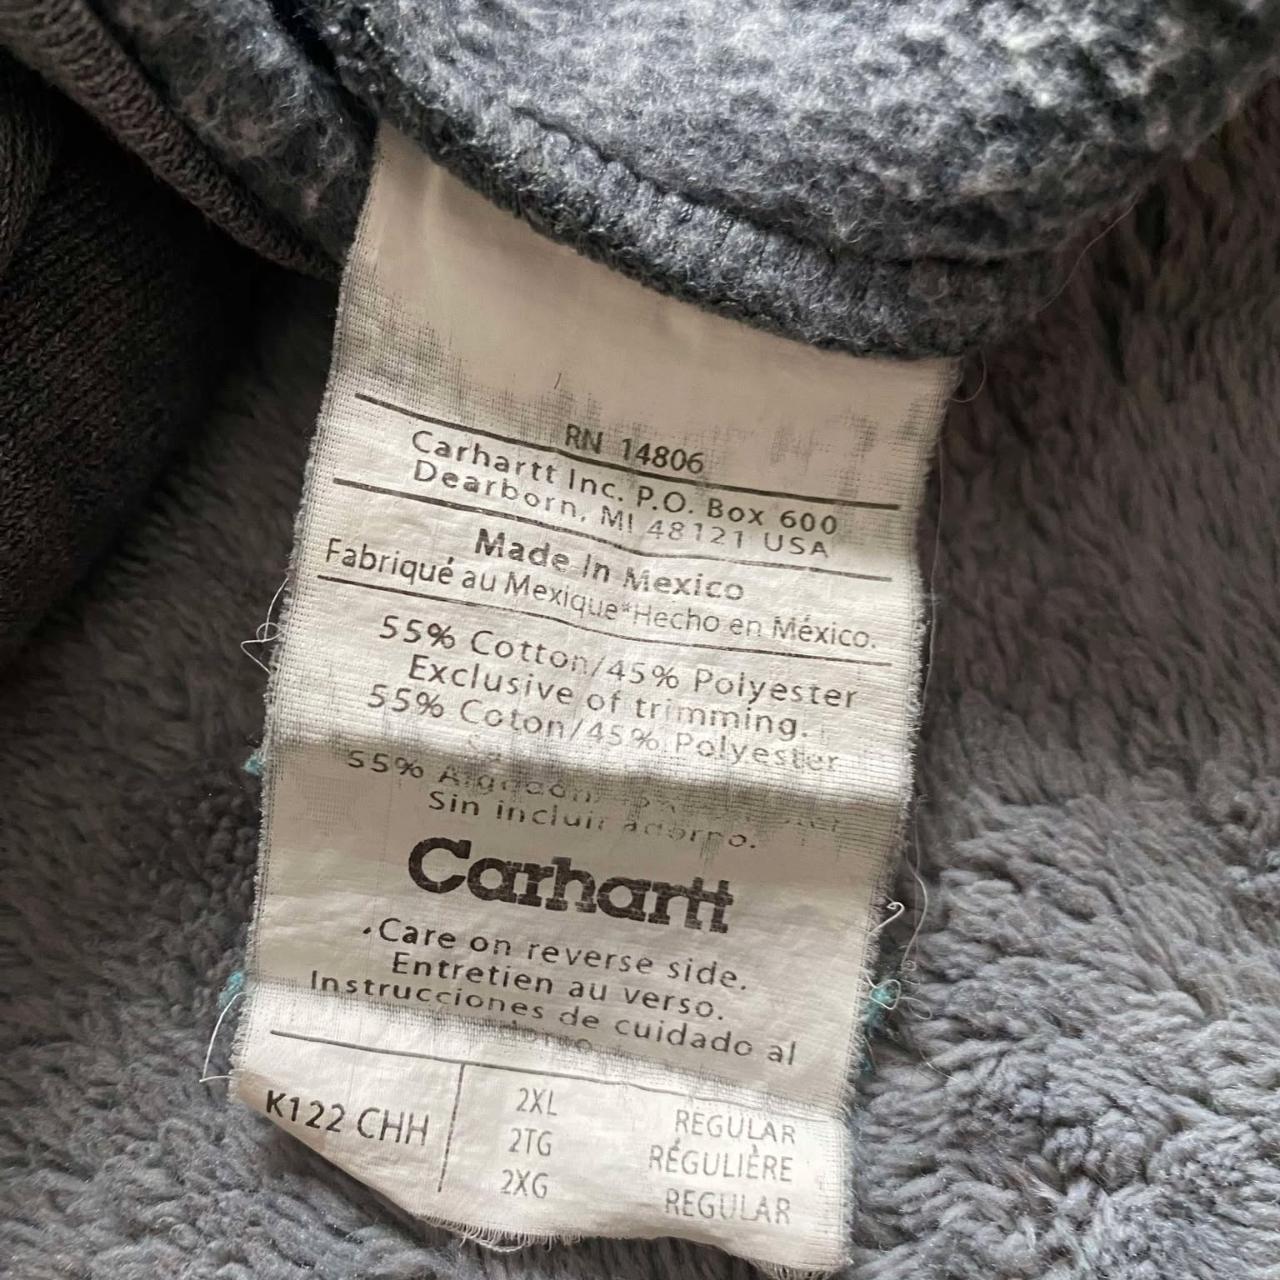 RN 14806
Carhartt Inc. P.O. Box 600
Dearborn, MI 48121 USA
Made In Mexico
Fabriqué au Mexique*Hecho en México.
55% Cotton/45% Polyester
Exclusive of trimming.
55% Coton/45% Polyester
55% Algodón
Sin incluir adorno.
Carhartt
Care on reverse side.
Entretien au verso.
Instrucciones de cuidado al
K122 CHH
2XL REGULAR
2TG RÉGULIÈRE
2XG REGULAR